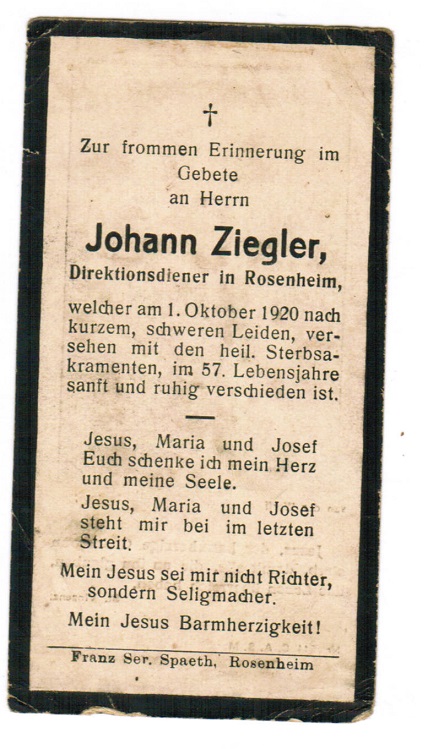 †
Zur frommen Erinnerung im
Gebete
an Herrn
Johann Ziegler,
Direktionsdiener in Rosenheim,
welcher am 1. Oktober 1920 nach
kurzem, schweren Leiden, ver-
sehen mit den heil. Sterbsa-
kramenten, im 57. Lebensjahre
sanft und ruhig verschieden ist.
Jesus, Maria und Josef
Euch schenke ich mein Herz
und meine Seele.
Jesus, Maria und Josef
steht mir bei im letzten
Streit.
Mein Jesus sei mir nicht Richter,
sondern Seligmacher.
Mein Jesus Barmherzigkeit!
Franz Ser. Spaeth, Rosenheim